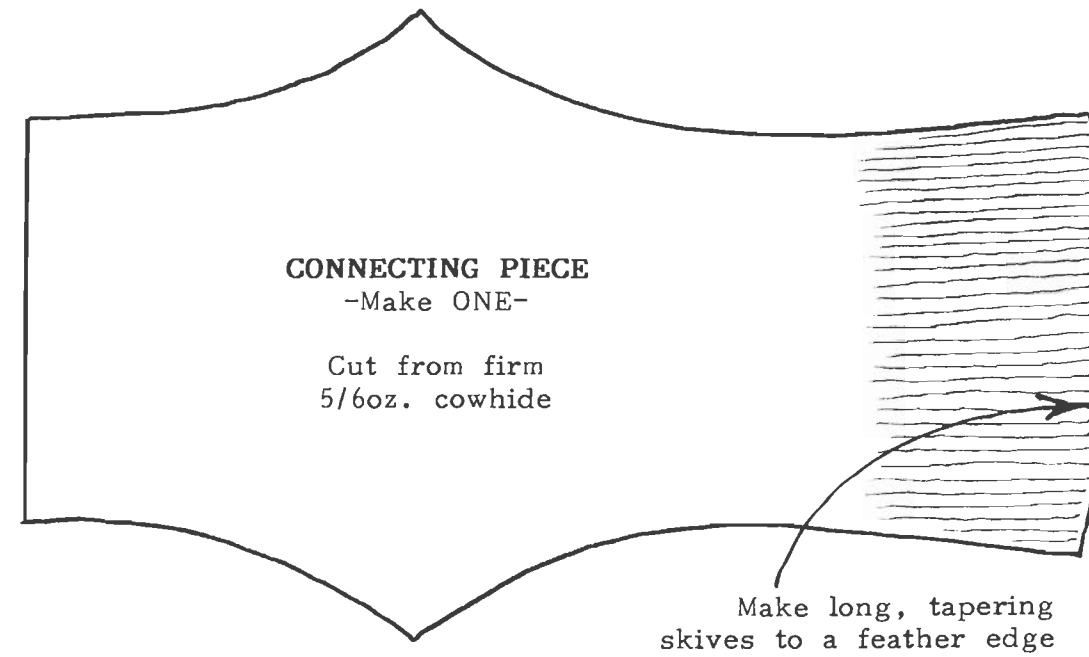 CONNECTING PIECE
-Make ONE-
Cut from firm
5/6oz. cowhide
Make long, tapering
skives to a feather edge